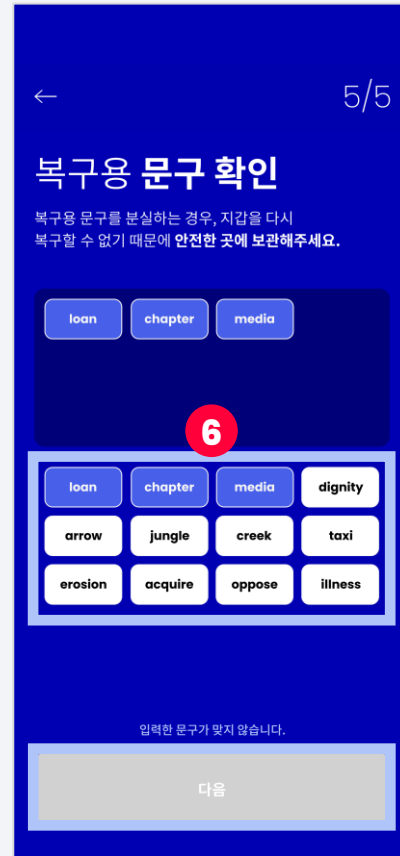 ← 5/5
복구용 문구 확인
복구용 문구를 분실하는 경우, 지갑을 다시
복구할 수 없기 때문에 안전한 곳에 보관해주세요.
loan chapter media
6
loan chapter media dignity
arrow jungle creek taxi
erosion acquire oppose illness
입력한 문구가 맞지 않습니다.
다음